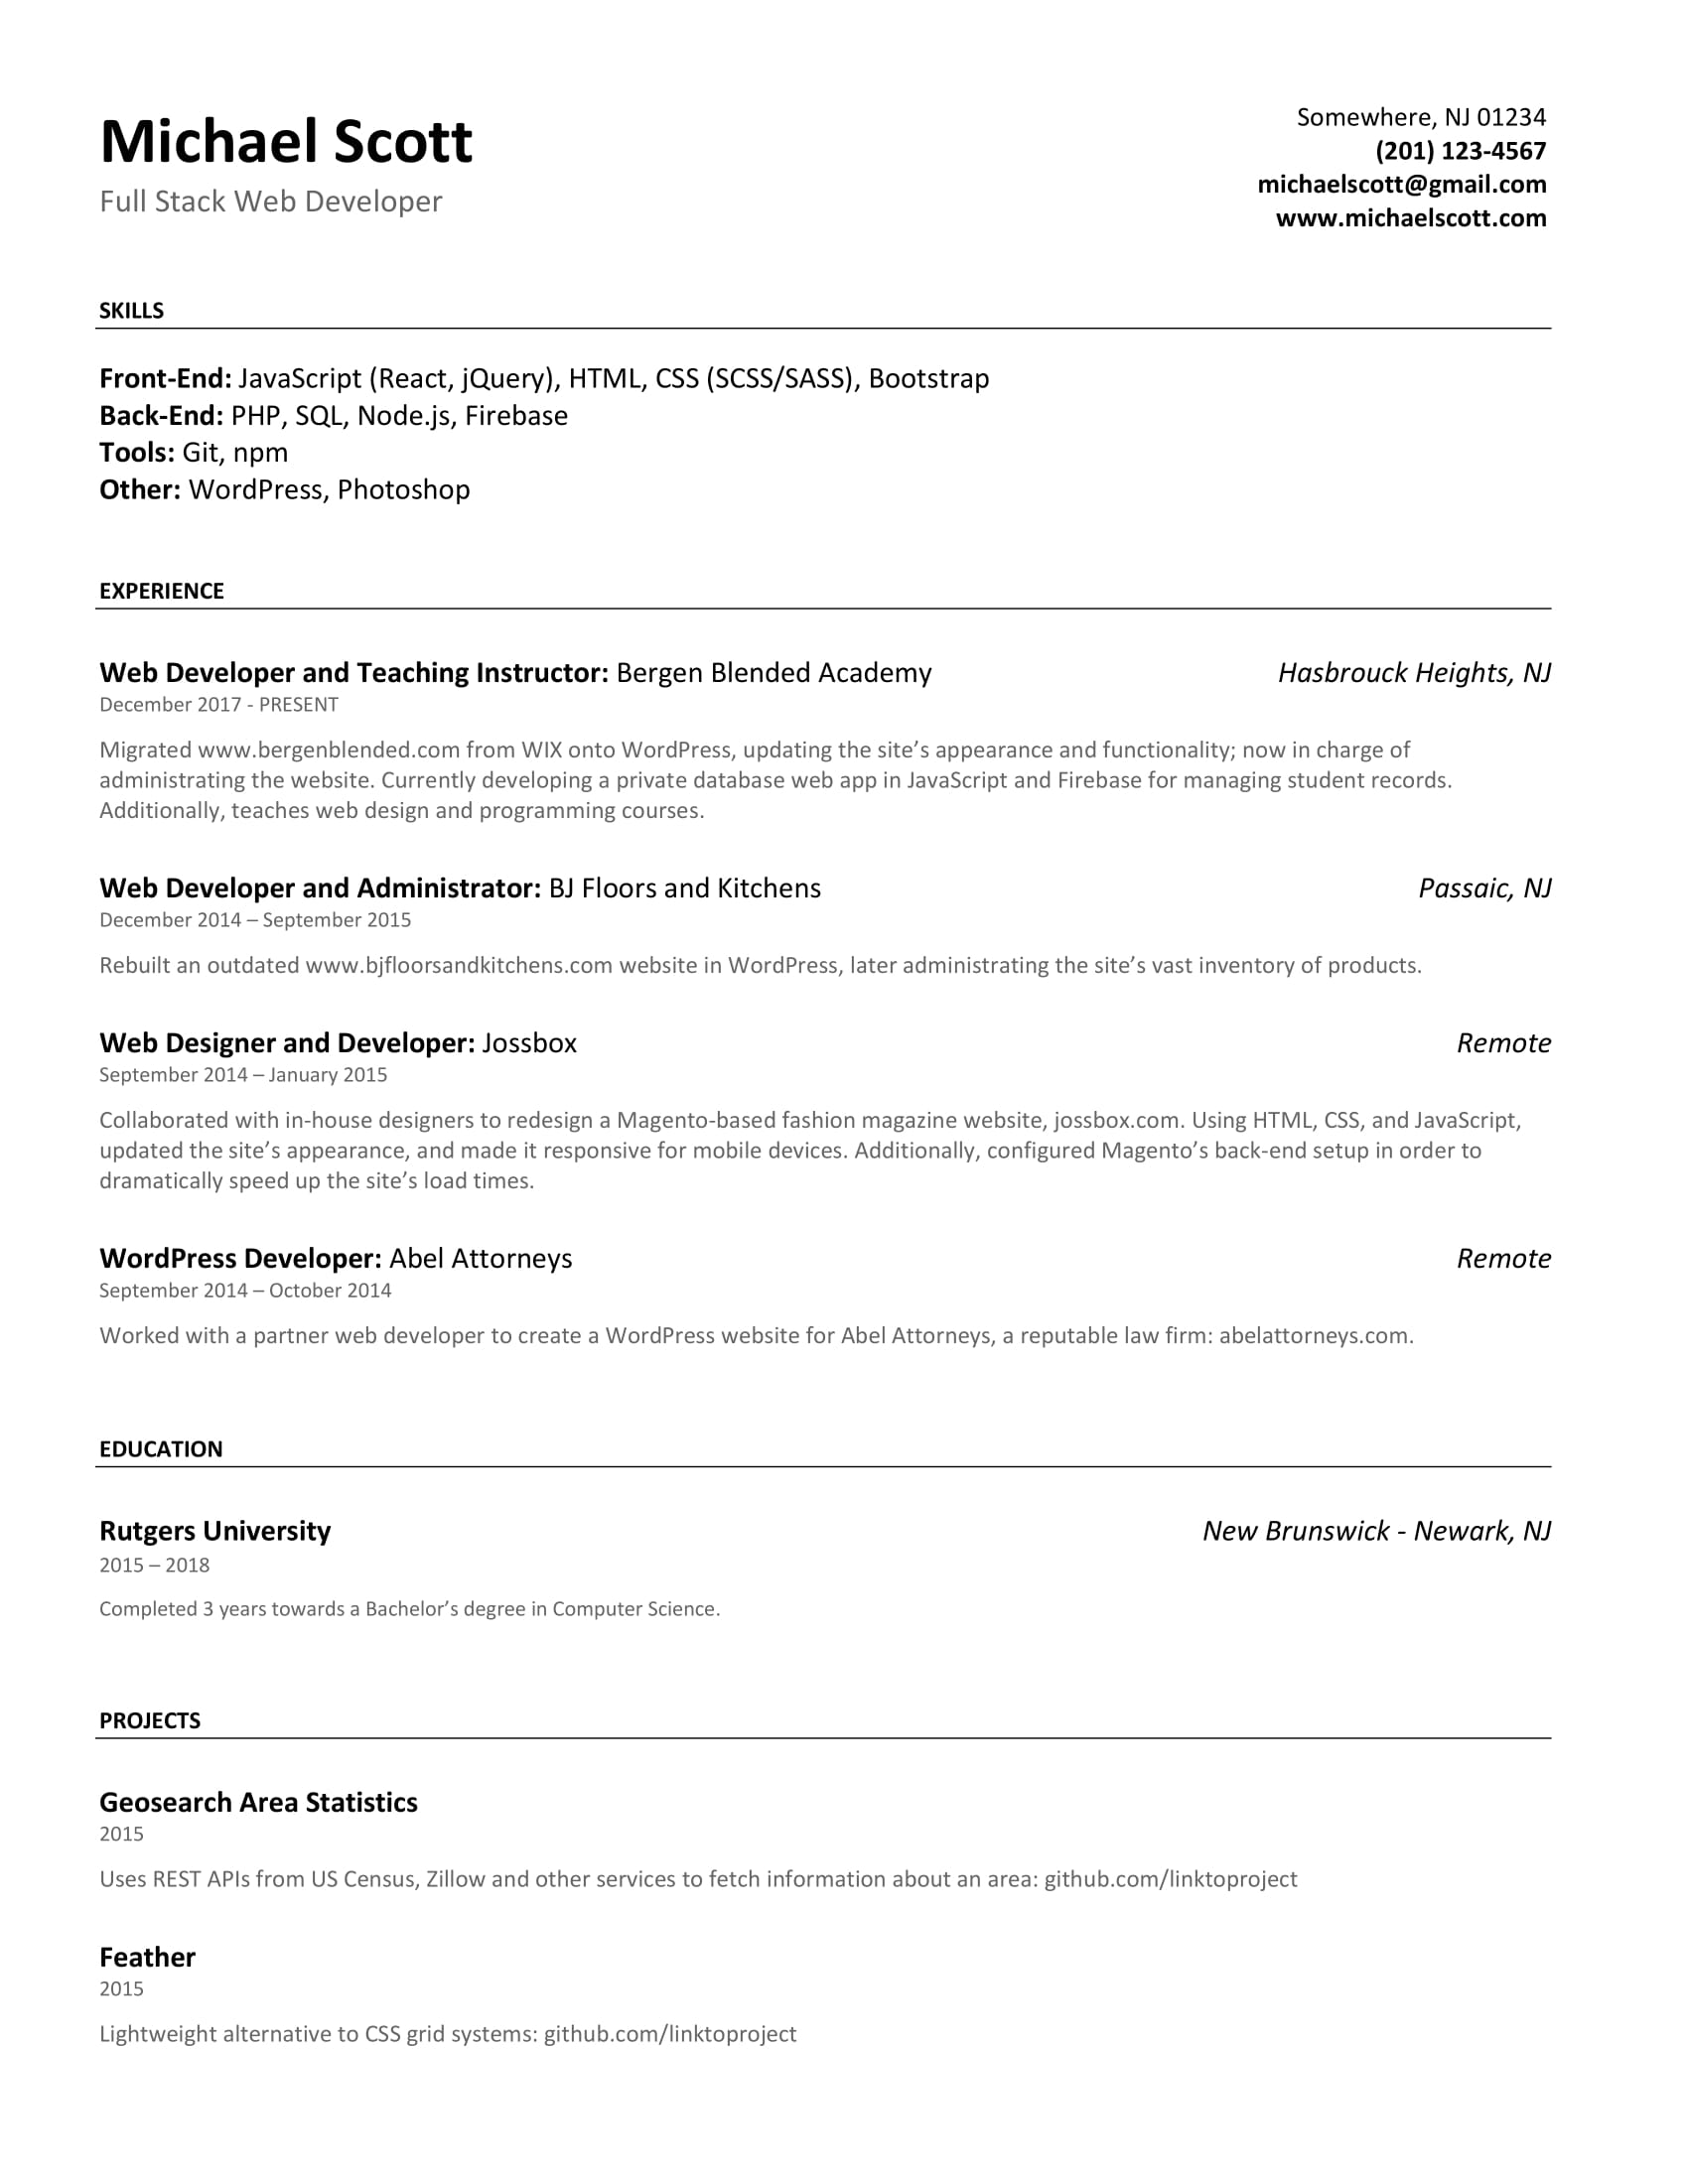 Michael Scott
Full Stack Web Developer
Somewhere, NJ 01234
(201) 123-4567
michaelscott@gmail.com
www.michaelscott.com
SKILLS
Front-End: JavaScript (React, jQuery), HTML, CSS (SCSS/SASS), Bootstrap
Back-End: PHP, SQL, Node.js, Firebase
Tools: Git, npm
Other: WordPress, Photoshop
EXPERIENCE
Web Developer and Teaching Instructor: Bergen Blended Academy Hasbrouck Heights, NJ
December 2017 - PRESENT
Migrated www.bergenblended.com from WIX onto WordPress, updating the site’s appearance and functionality; now in charge of
administrating the website. Currently developing a private database web app in JavaScript and Firebase for managing student records.
Additionally, teaches web design and programming courses.
Web Developer and Administrator: BJ Floors and Kitchens Passaic, NJ
December 2014 – September 2015
Rebuilt an outdated www.bjfloorsandkitchens.com website in WordPress, later administrating the site’s vast inventory of products.
Web Designer and Developer: Jossbox Remote
September 2014 – January 2015
Collaborated with in-house designers to redesign a Magento-based fashion magazine website, jossbox.com. Using HTML, CSS, and JavaScript,
updated the site’s appearance, and made it responsive for mobile devices. Additionally, configured Magento’s back-end setup in order to
dramatically speed up the site’s load times.
WordPress Developer: Abel Attorneys Remote
September 2014 – October 2014
Worked with a partner web developer to create a WordPress website for Abel Attorneys, a reputable law firm: abelattorneys.com.
EDUCATION
Rutgers University New Brunswick - Newark, NJ
2015 – 2018
Completed 3 years towards a Bachelor’s degree in Computer Science.
PROJECTS
Geosearch Area Statistics
2015
Uses REST APIs from US Census, Zillow and other services to fetch information about an area: github.com/linktoproject
Feather
2015
Lightweight alternative to CSS grid systems: github.com/linktoproject